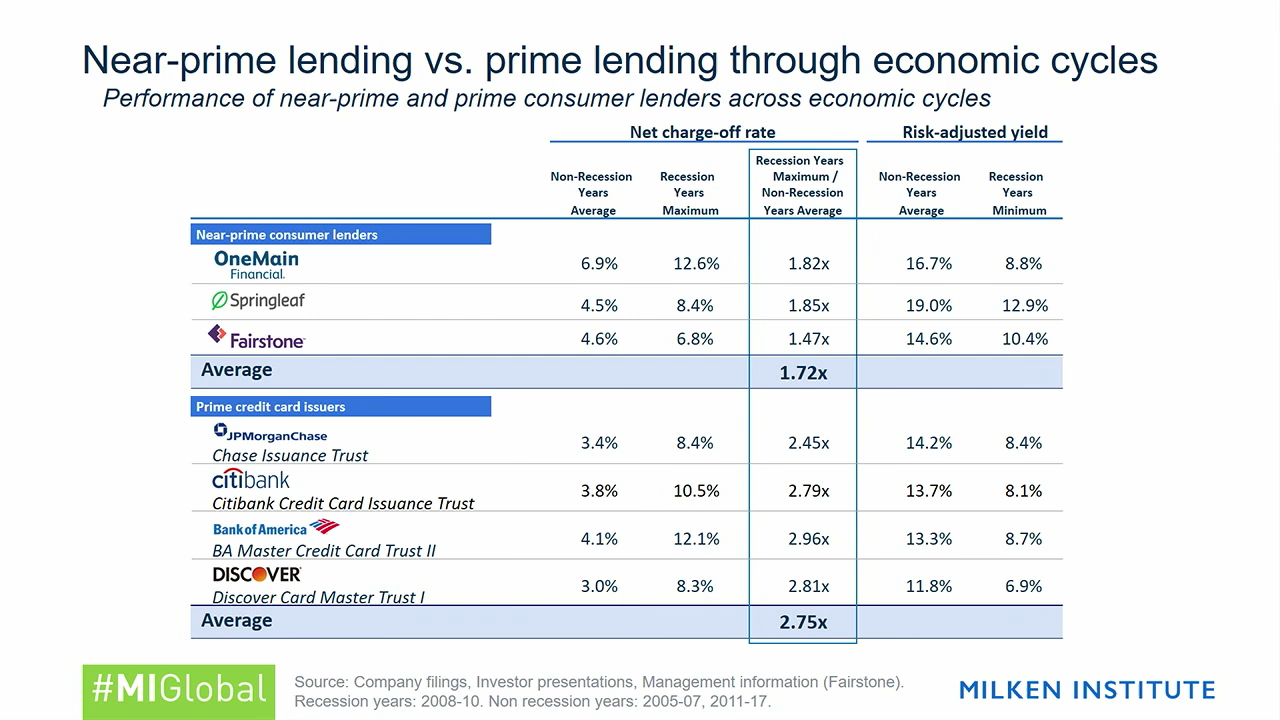 Near-prime lending vs. prime lending through economic cycles
Performance of near-prime and prime consumer lenders across economic cycles
Net charge-off rate Risk-adjusted yield
Non-Recession Years Average
Recession Years Maximum
Recession Years Maximum / Non-Recession Years Average
Non-Recession Years Average
Recession Years Minimum
Near-prime consumer lenders
OneMain Financial. 6.9% 12.6% 1.82x 16.7% 8.8%
Springleaf 4.5% 8.4% 1.85x 19.0% 12.9%
Fairstone 4.6% 6.8% 1.47x 14.6% 10.4%
Average 1.72x
Prime credit card issuers
JPMorganChase
Chase Issuance Trust 3.4% 8.4% 2.45x 14.2% 8.4%
citibank
Citibank Credit Card Issuance Trust 3.8% 10.5% 2.79x 13.7% 8.1%
Bank of America
BA Master Credit Card Trust II 4.1% 12.1% 2.96x 13.3% 8.7%
DISCOVER
Discover Card Master Trust I 3.0% 8.3% 2.81x 11.8% 6.9%
Average 2.75x
#MIGlobal
Source: Company filings, Investor presentations, Management information (Fairstone).
Recession years: 2008-10. Non recession years: 2005-07, 2011-17.
MILKEN INSTITUTE